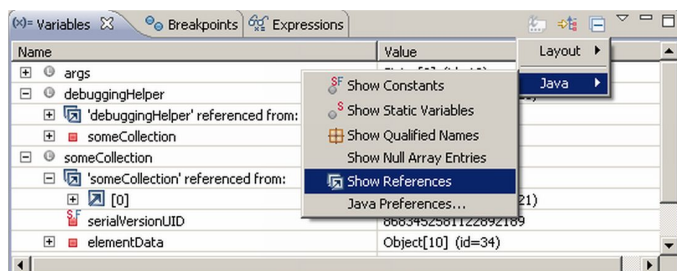 (x)= Variables Breakpoints Expressions
Name Value
Layout
Java
Show Constants
Show Static Variables
Show Qualified Names
Show Null Array Entries
Show References
Java Preferences...
args
debuggingHelper
'debuggingHelper' referenced from:
someCollection
someCollection
'someCollection' referenced from:
[0] 21)
serialVersionUID 8683452581122892189
elementData Object[10] (id=34)